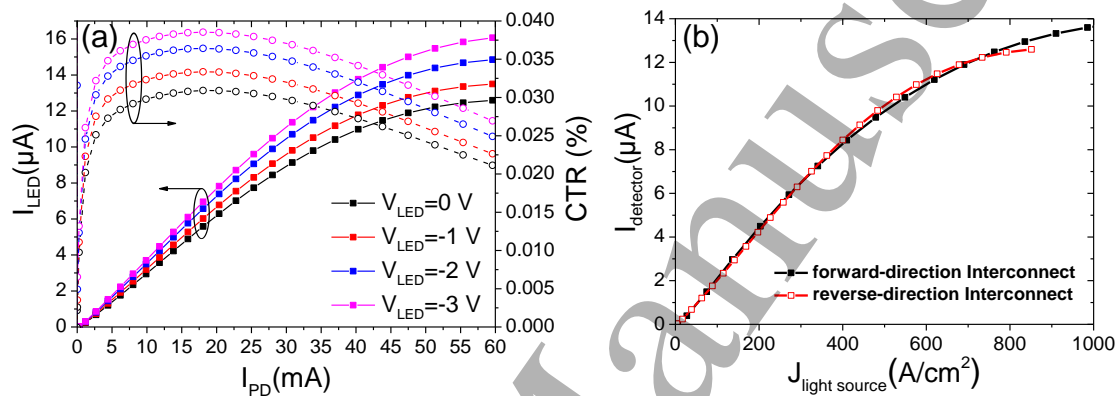 (a)
I_LED(μA)
16
14
12
10
8
6
4
2
0
0 5 10 15 20 25 30 35 40 45 50 55 60
I_PD(mA)
0.040
0.035
0.030
0.025
0.020
0.015
0.010
0.005
0.000
CTR (%)
V_LED=0 V
V_LED=-1 V
V_LED=-2 V
V_LED=-3 V
(b)
I_detector(μA)
14
12
10
8
6
4
2
0
0 200 400 600 800 1000
J_light source(A/cm²)
forward-direction Interconnect
reverse-direction Interconnect